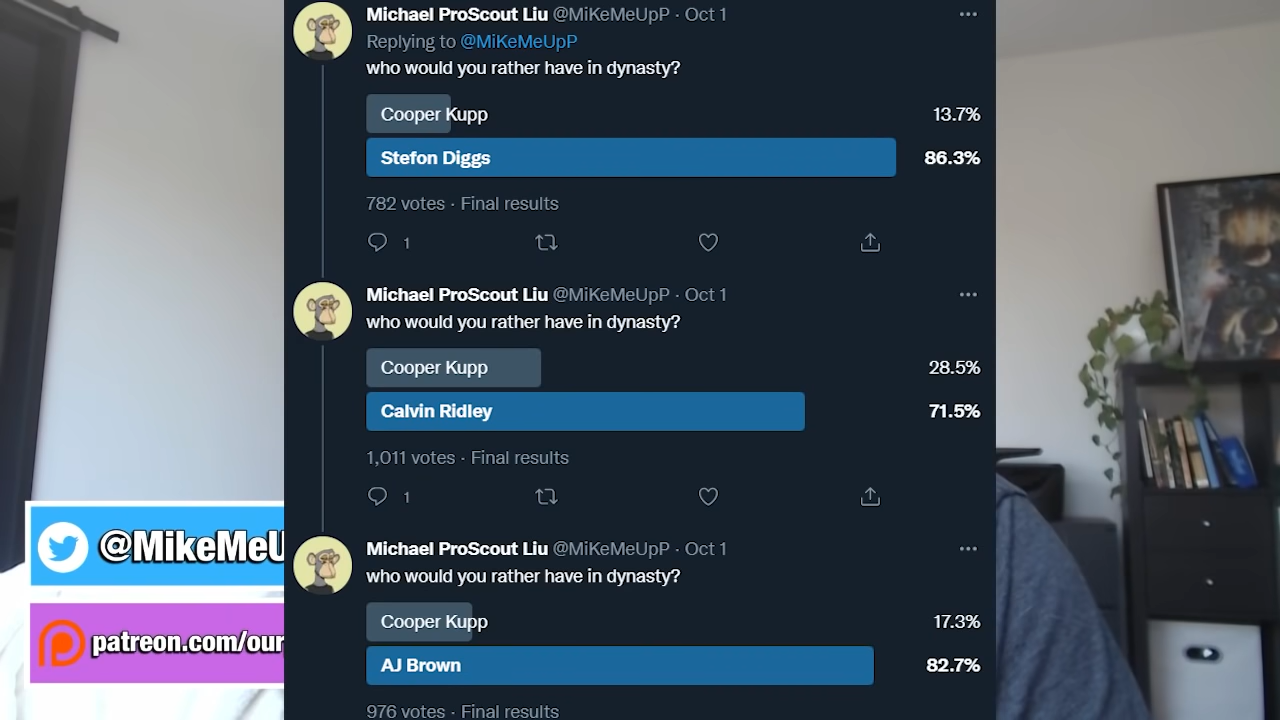 Michael ProScout Liu @MiKeMeUpP · Oct 1
Replying to @MiKeMeUpP
who would you rather have in dynasty?
Cooper Kupp 13.7%
Stefon Diggs 86.3%
782 votes · Final results
1
Michael ProScout Liu @MiKeMeUpP · Oct 1
who would you rather have in dynasty?
Cooper Kupp 28.5%
Calvin Ridley 71.5%
1,011 votes · Final results
1
Michael ProScout Liu @MiKeMeUpP · Oct 1
who would you rather have in dynasty?
Cooper Kupp 17.3%
AJ Brown 82.7%
976 votes · Final results
@MikeMeU
patreon.com/our